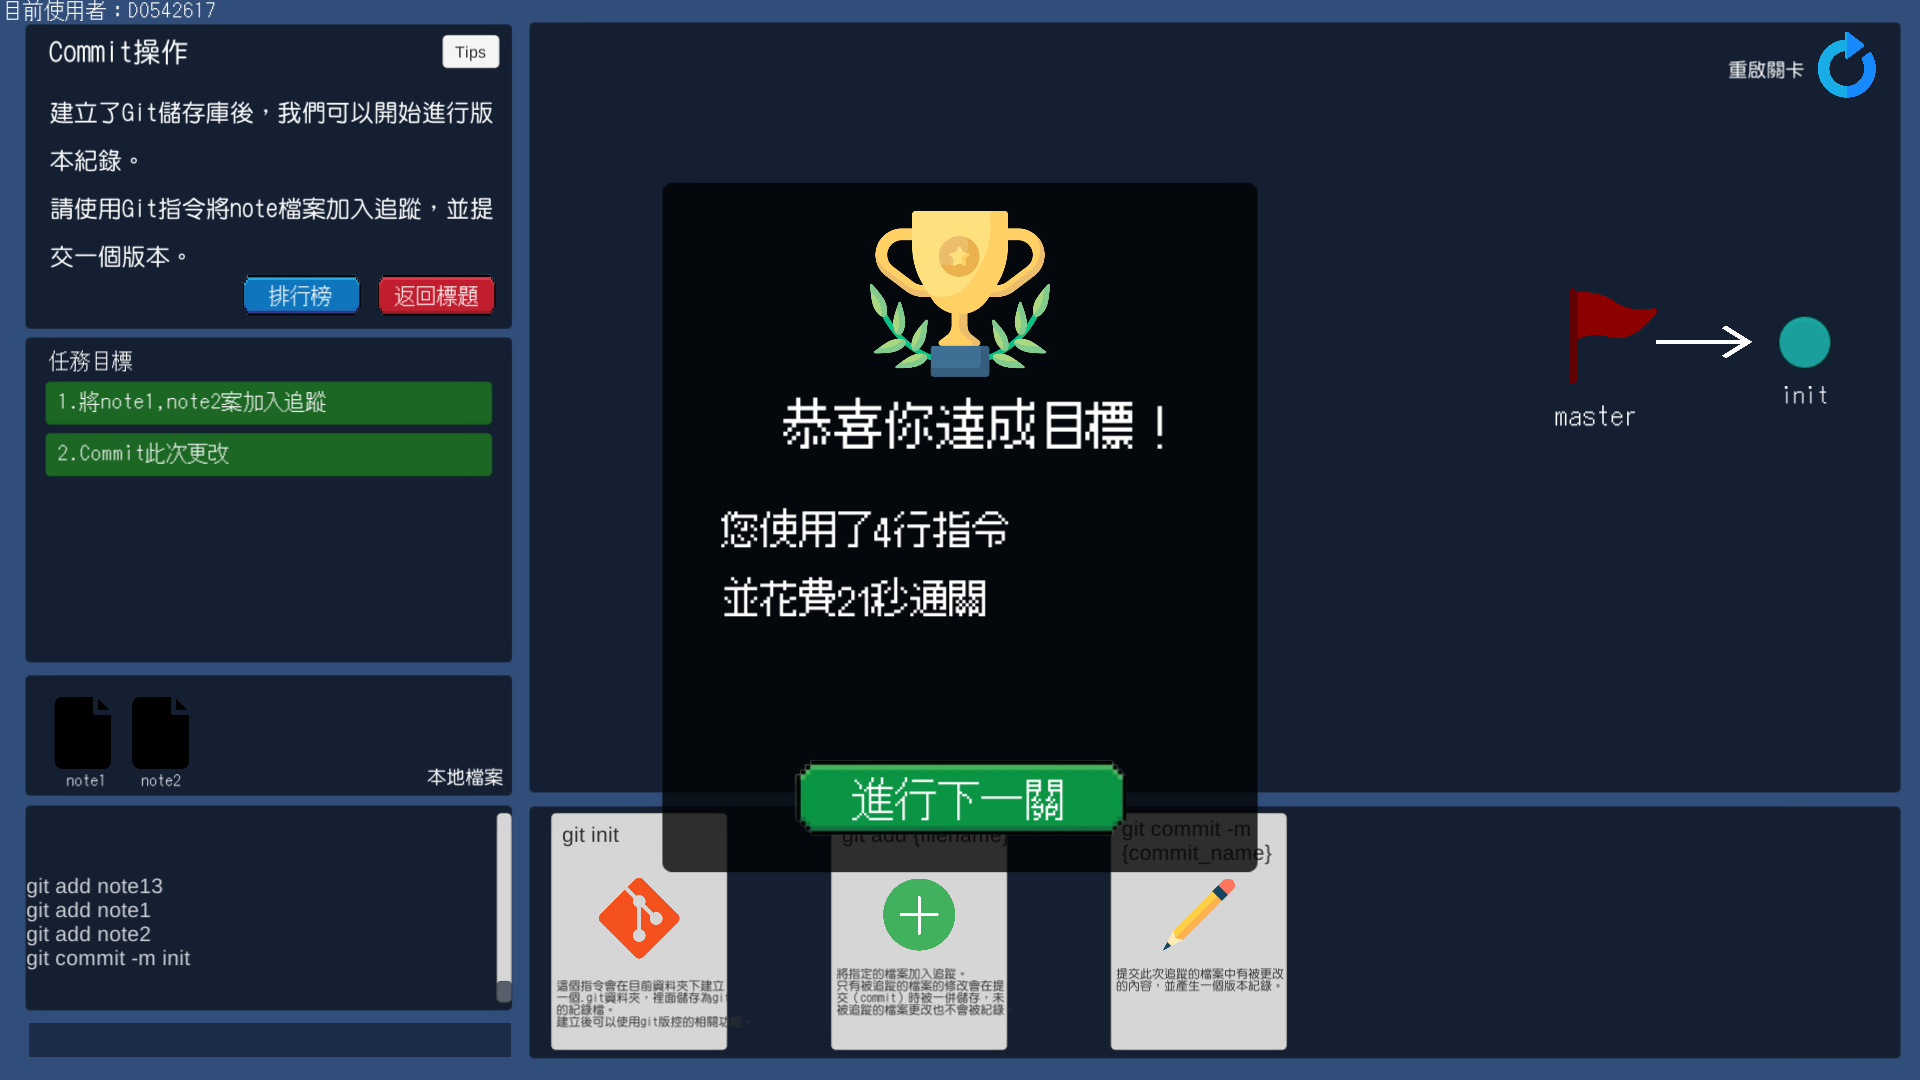 目前使用者：D0542617
Commit操作
Tips
建立了Git儲存庫後，我們可以開始進行版
本紀錄。
請使用Git指令將note檔案加入追蹤，並提
交一個版本。
排行榜
返回標題
任務目標
1.將note1,note2案加入追蹤
2.Commit此次更改
note1
note2
本地檔案
git add note13
git add note1
git add note2
git commit -m init
重啟關卡
master
init
恭喜你達成目標！
您使用了4行指令
並花費21秒通關
進行下一關
git init
這個指令會在目前資料夾下建立
一個.git資料夾，裡面儲存為git
的紀錄檔。
建立後可以使用git版控的相關功能。
git add {filename}
將指定的檔案加入追蹤。
只有被追蹤的檔案的修改會在提
交（commit）時被一併儲存，未
被追蹤的檔案更改也不會被紀錄。
git commit -m
{commit_name}
提交此次追蹤的檔案中有被更改
的內容，並產生一個版本紀錄。